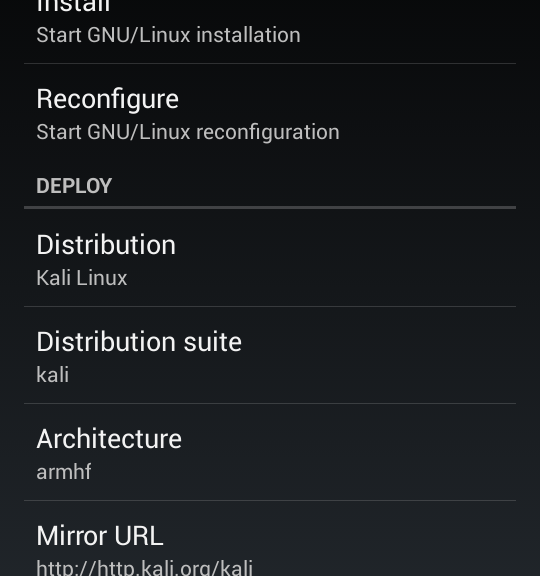 Install
Start GNU/Linux installation
Reconfigure
Start GNU/Linux reconfiguration
DEPLOY
Distribution
Kali Linux
Distribution suite
kali
Architecture
armhf
Mirror URL
http://http.kali.org/kali